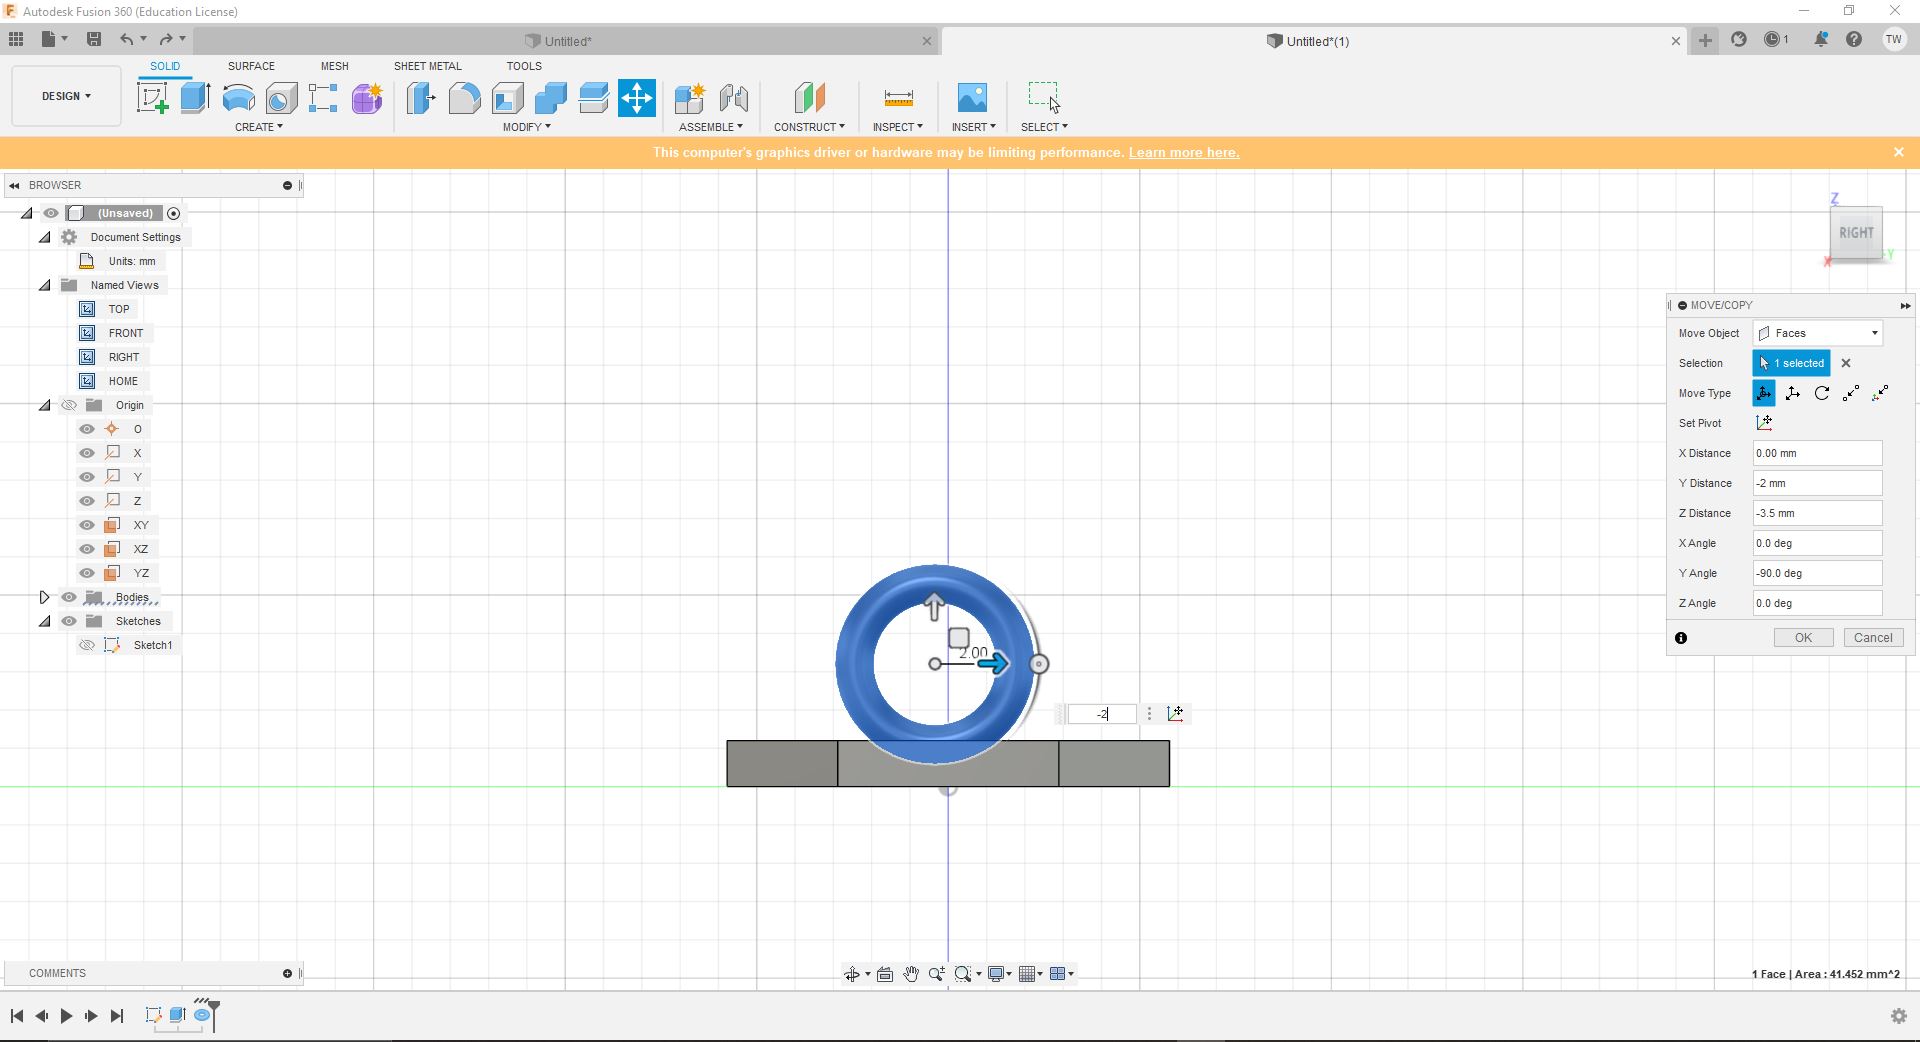 Autodesk Fusion 360 (Education License)
Untitled*
Untitled*(1)
1
TW
SOLID
SURFACE
MESH
SHEET METAL
TOOLS
DESIGN
CREATE
MODIFY
ASSEMBLE
CONSTRUCT
INSPECT
INSERT
SELECT
This computer's graphics driver or hardware may be limiting performance. Learn more here.
BROWSER
(Unsaved)
Document Settings
Units: mm
Named Views
TOP
FRONT
RIGHT
HOME
Origin
O
X
Y
Z
XY
XZ
YZ
Bodies
Sketches
Sketch1
Z
RIGHT
X
Y
MOVE/COPY
Move Object Faces
Selection 1 selected
Move Type
Set Pivot
X Distance 0.00 mm
Y Distance -2 mm
Z Distance -3.5 mm
X Angle 0.0 deg
Y Angle -90.0 deg
Z Angle 0.0 deg
OK Cancel
2.00
-2
COMMENTS
1 Face | Area : 41.452 mm^2